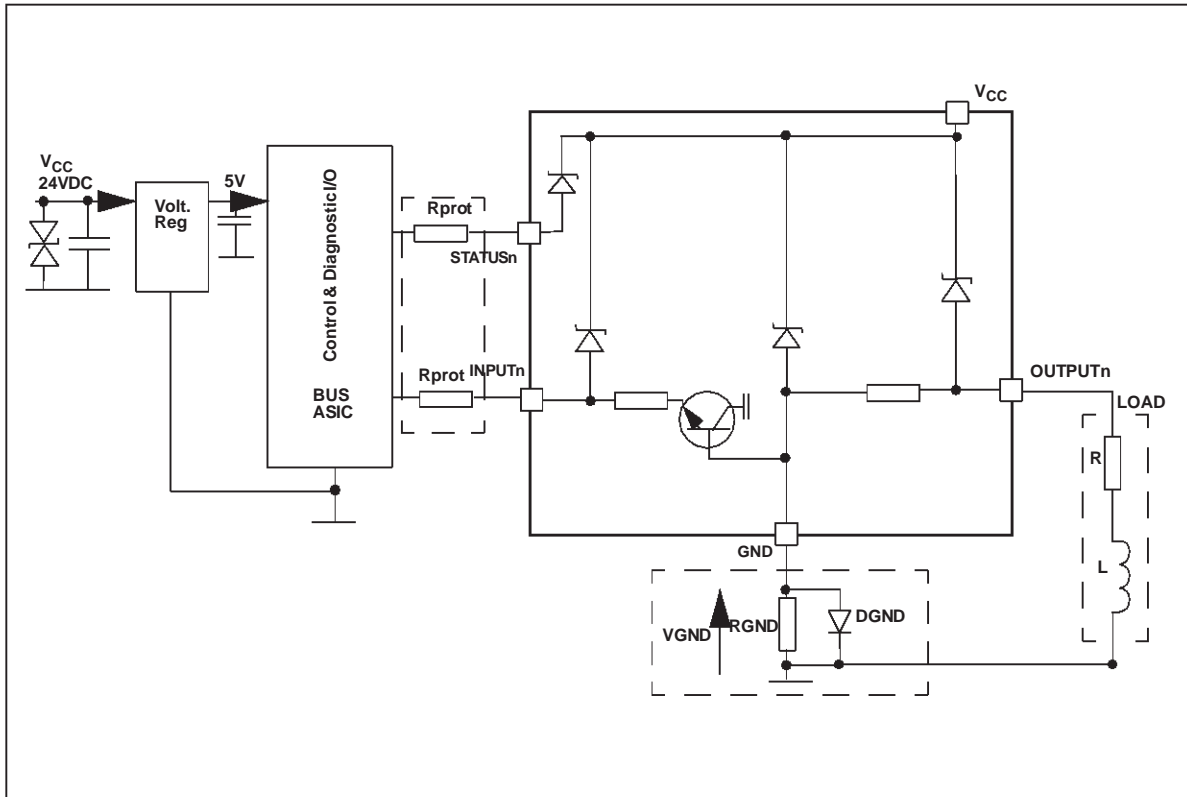 VCC
VCC
24VDC
5V
Volt.
Reg
Control & Diagnostic I/O
BUS
ASIC
Rprot
STATUSn
Rprot
INPUTn
OUTPUTn
LOAD
R
L
GND
VGND
RGND
DGND